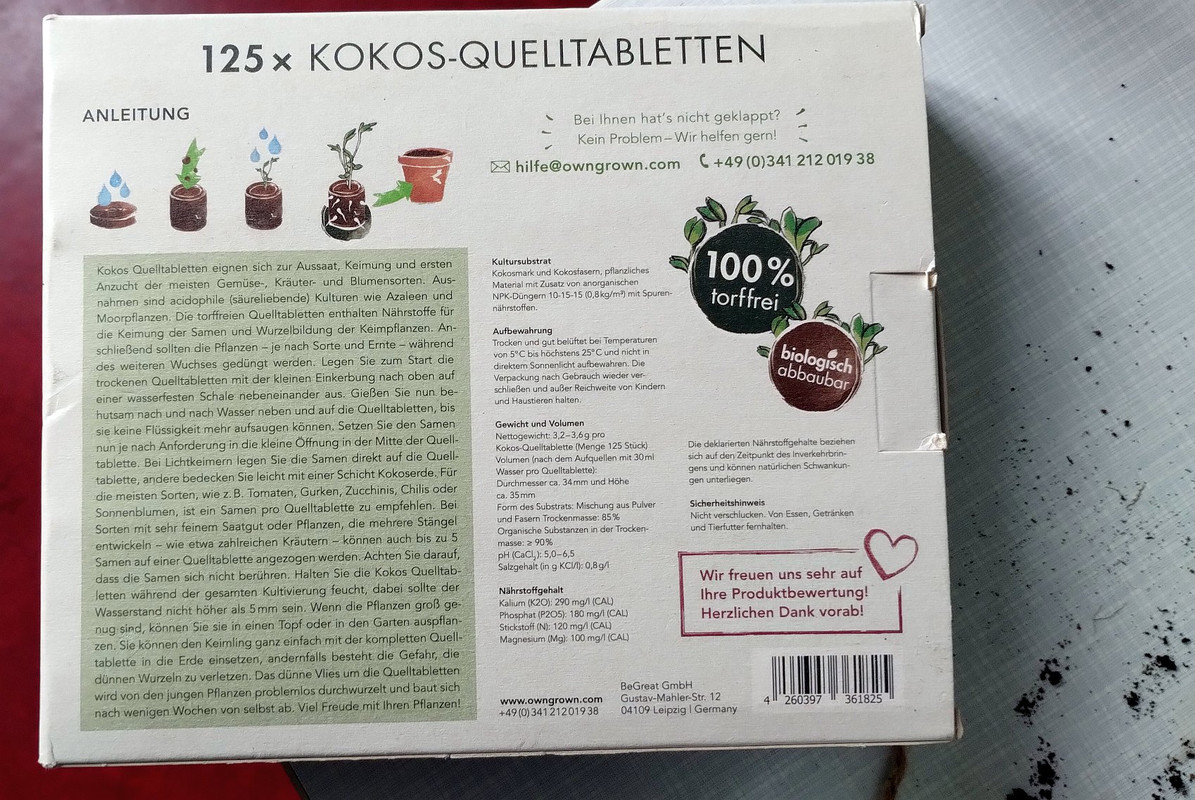 125x KOKOS-QUELLTABLETTEN
ANLEITUNG
Bei Ihnen hat's nicht geklappt?
Kein Problem – Wir helfen gern!
hilfe@owngrown.com +49 (0)341 212 019 38
Kokos Quelltabletten eignen sich zur Aussaat, Keimung und ersten
Anzucht der meisten Gemüse-, Kräuter- und Blumensorten. Aus-
nahmen sind acidophile (säureliebende) Kulturen wie Azaleen und
Moorpflanzen. Die torffreien Quelltabletten enthalten Nährstoffe für
die Keimung der Samen und Wurzelbildung der Keimpflanzen. An-
schließend sollten die Pflanzen – je nach Sorte und Ernte – während
des weiteren Wuchses gedüngt werden. Legen Sie zum Start die
trockenen Quelltabletten mit der kleinen Einkerbung nach oben auf
einer wasserfesten Schale nebeneinander aus. Gießen Sie nun be-
hutsam nach und nach Wasser neben und auf die Quelltabletten, bis
sie keine Flüssigkeit mehr aufsaugen können. Setzen Sie den Samen
nun je nach Anforderung in die kleine Öffnung in der Mitte der Quell-
tablette. Bei Lichtkeimern legen Sie die Samen direkt auf die Quell-
tablette, andere bedecken Sie leicht mit einer Schicht Kokoserde. Für
die meisten Sorten, wie z. B. Tomaten, Gurken, Zucchinis, Chilis oder
Sonnenblumen, ist ein Samen pro Quelltablette zu empfehlen. Bei
Sorten mit sehr feinem Saatgut oder Pflanzen, die mehrere Stängel
entwickeln – wie etwa zahlreichen Kräutern – können auch bis zu 5
Samen auf einer Quelltablette angezogen werden. Achten Sie darauf,
dass die Samen sich nicht berühren. Halten Sie die Kokos Quelltab-
letten während der gesamten Kultivierung feucht, dabei sollte der
Wasserstand nicht höher als 5 mm sein. Wenn die Pflanzen groß ge-
nug sind, können Sie sie in einen Topf oder in den Garten auspflan-
zen. Sie können den Keimling ganz einfach mit der kompletten Quell-
tablette in die Erde einsetzen, andernfalls besteht die Gefahr, die
dünnen Wurzeln zu verletzen. Das dünne Vlies um die Quelltabletten
wird von den jungen Pflanzen problemlos durchwurzelt und baut sich
nach wenigen Wochen von selbst ab. Viel Freude mit Ihren Pflanzen!
Kultursubstrat
Kokosmark und Kokosfasern, pflanzliches
Material mit Zusatz von anorganischen
NPK-Düngern 10-15-15 (0,8 kg/m³) mit Spuren-
nährstoffen.
Aufbewahrung
Trocken und gut belüftet bei Temperaturen
von 5°C bis höchstens 25°C und nicht in
direktem Sonnenlicht aufbewahren. Die
Verpackung nach Gebrauch wieder ver-
schließen und außer Reichweite von Kindern
und Haustieren halten.
Gewicht und Volumen
Nettogewicht: 3,2–3,6 g pro
Kokos-Quelltablette (Menge 125 Stück)
Volumen (nach dem Aufquellen mit 30 ml
Wasser pro Quelltablette):
Durchmesser ca. 34 mm und Höhe
ca. 35 mm
Form des Substrats: Mischung aus Pulver
und Fasern Trockenmasse: 85 %
Organische Substanzen in der Trocken-
masse: ≥ 90 %
pH (CaCl₂): 5,0–6,5
Salzgehalt (in g KCl/l): 0,8 g/l
Nährstoffgehalt
Kalium (K2O): 290 mg/l (CAL)
Phosphat (P2O5): 180 mg/l (CAL)
Stickstoff (N): 120 mg/l (CAL)
Magnesium (Mg): 100 mg/l (CAL)
www.owngrown.com
+49 (0) 341 212 019 38
BeGreat GmbH
Gustav-Mahler-Str. 12
04109 Leipzig | Germany
100 %
torffrei
biologisch
abbaubar
Die deklarierten Nährstoffgehalte beziehen
sich auf den Zeitpunkt des Inverkehrbrin-
gens und können natürlichen Schwankun-
gen unterliegen.
Sicherheitshinweis
Nicht verschlucken. Von Essen, Getränken
und Tierfutter fernhalten.
Wir freuen uns sehr auf
Ihre Produktbewertung!
Herzlichen Dank vorab!
4 260397 361825